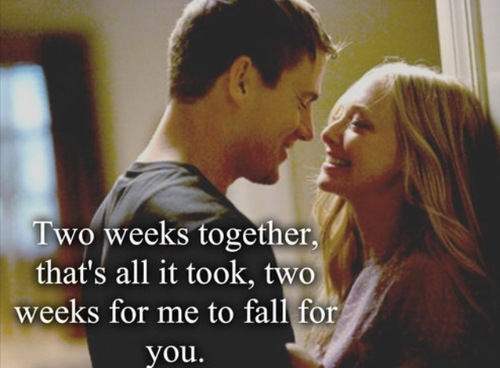 Two weeks together,
that's all it took, two
weeks for me to fall for
you.